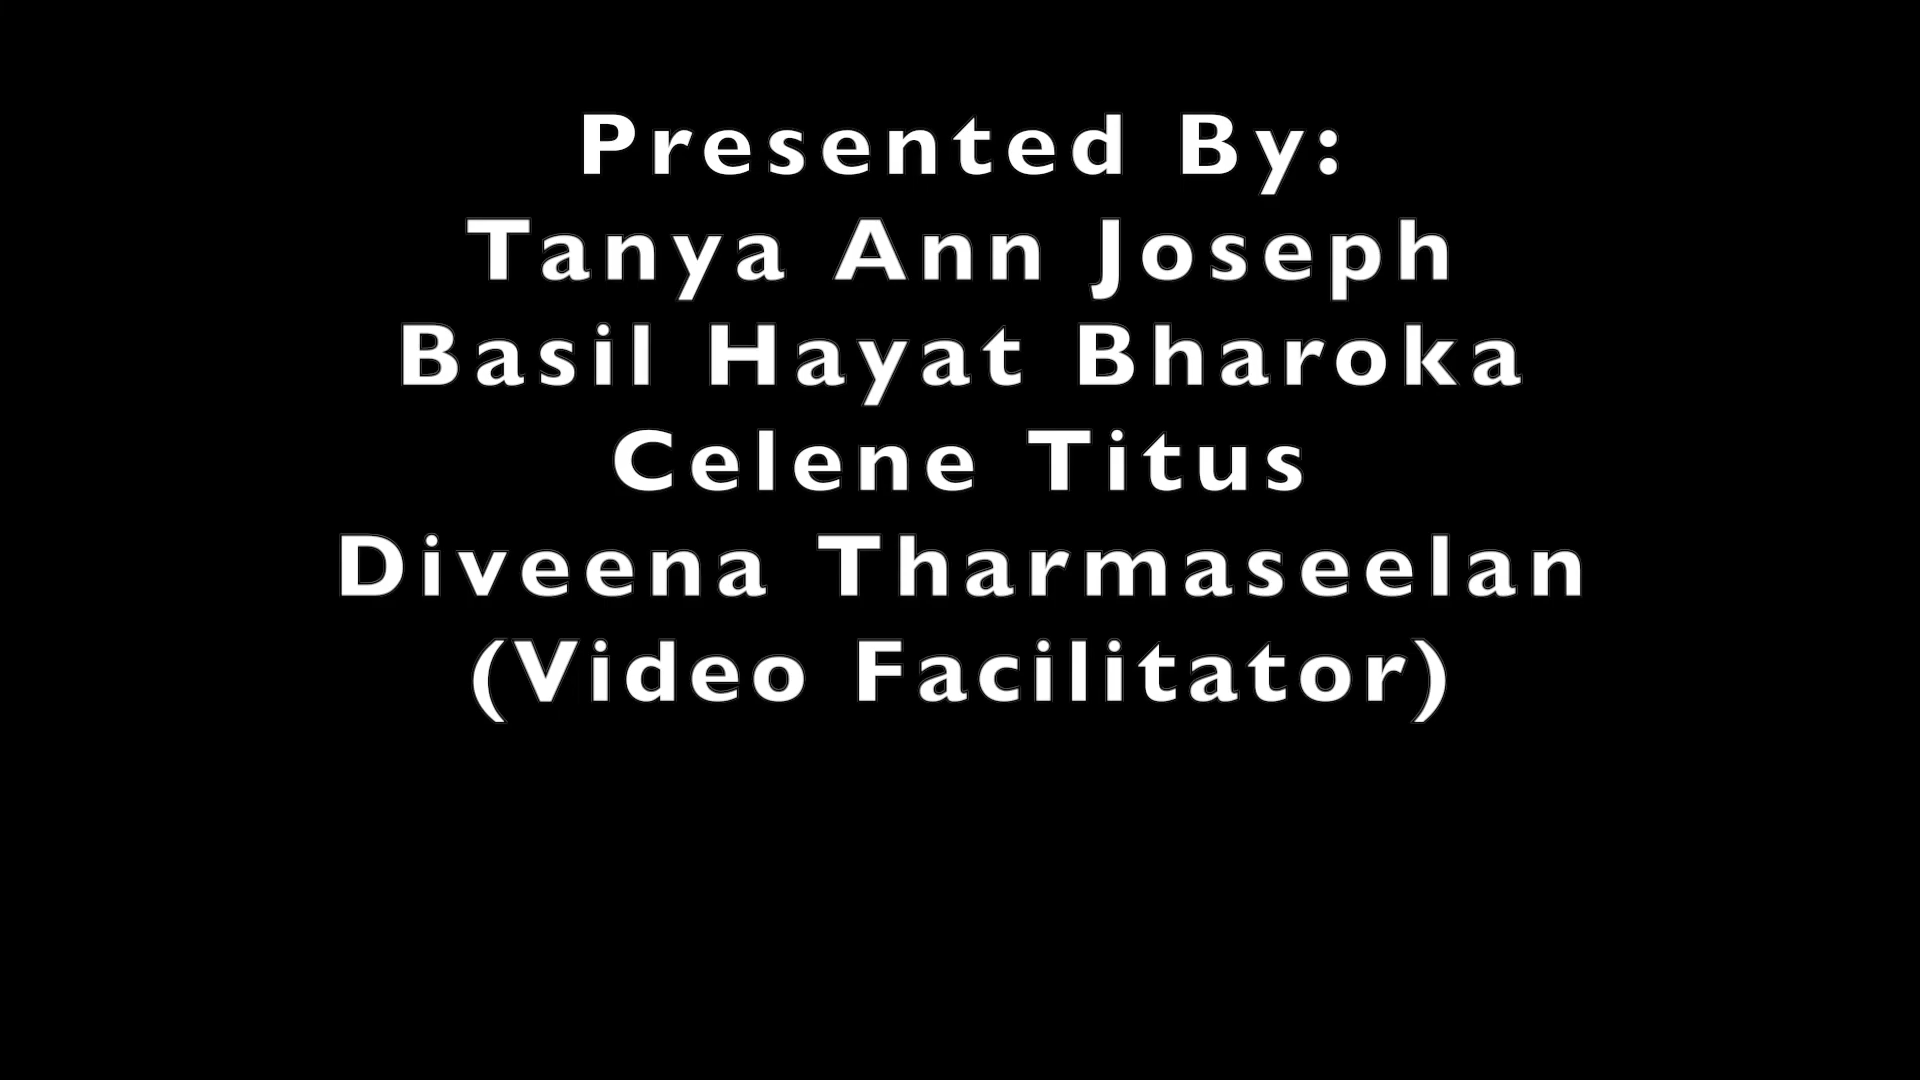 Presented By:
Tanya Ann Joseph
Basil Hayat Bharoka
Celene Titus
Diveena Tharmaseelan
(Video Facilitator)